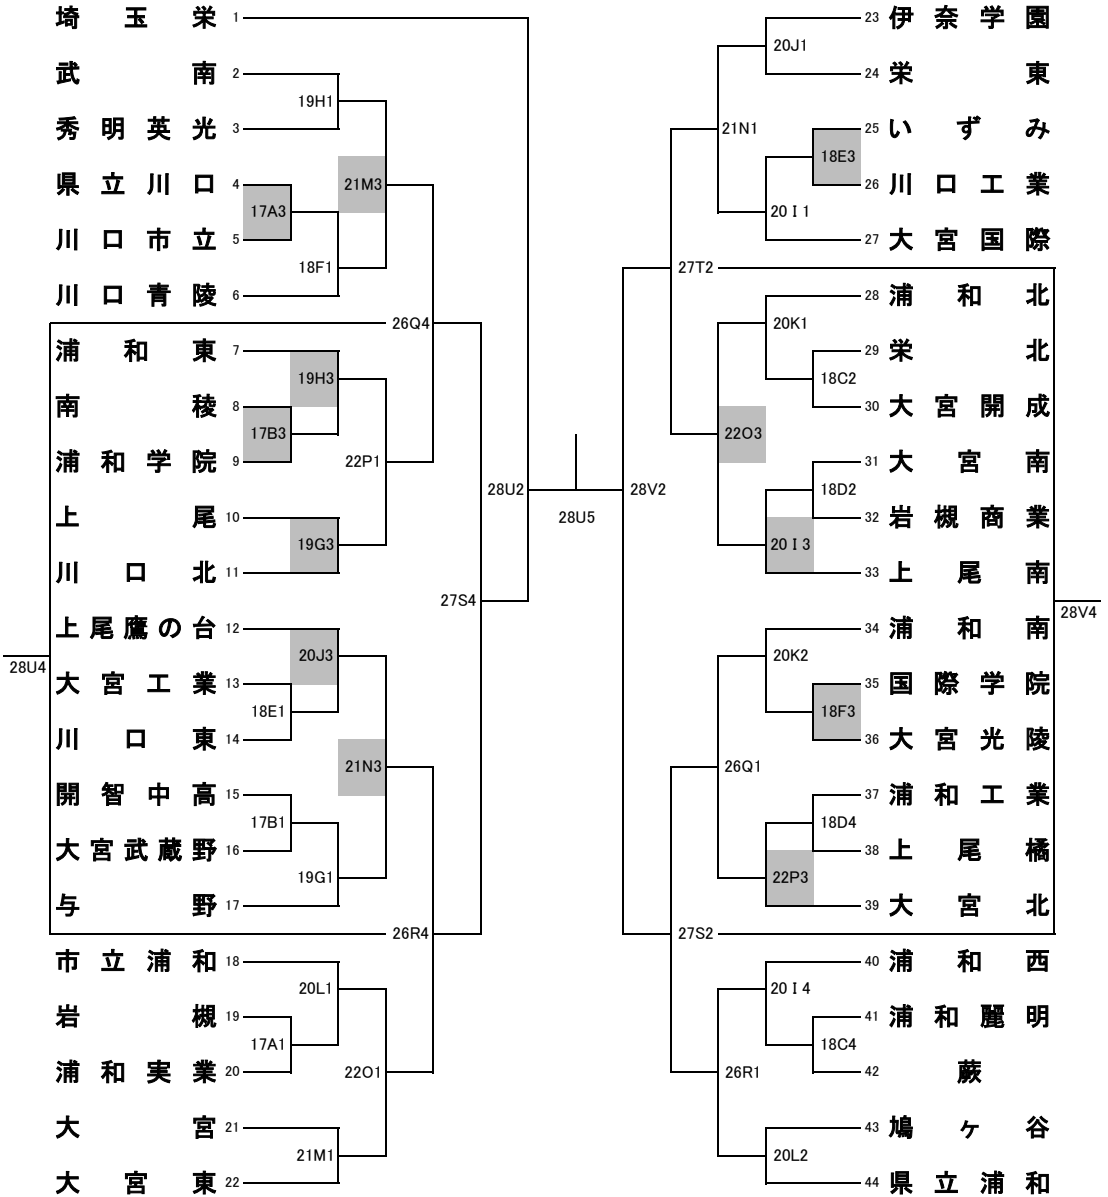 埼玉栄 1
武南 2
19H1
秀明英光 3
県立川口 4
21M3
17A3
川口市立 5
18F1
川口青陵 6
26Q4
浦和東 7
19H3
南稜 8
17B3
浦和学院 9
22P1
上尾 10
19G3
川口北 11
28U2
27S4
上尾鷹の台 12
20J3
28U4
大宮工業 13
18E1
川口東 14
21N3
開智中高 15
17B1
大宮武蔵野 16
19G1
与野 17
26R4
市立浦和 18
20L1
岩槻 19
17A1
浦和実業 20
22O1
大宮 21
21M1
大宮東 22
28U5
23 伊奈学園
20J1
24 栄東
21N1
25 いずみ
18E3
26 川口工業
20I1
27 大宮国際
27T2
28 浦和北
20K1
29 栄北
18C2
30 大宮開成
22O3
31 大宮南
18D2
28V2
32 岩槻商業
20I3
33 上尾南
28V4
34 浦和南
20K2
35 国際学院
18F3
36 大宮光陵
26Q1
37 浦和工業
18D4
38 上尾橘
22P3
39 大宮北
27S2
40 浦和西
20I4
41 浦和麗明
18C4
42 蕨
26R1
43 鳩ヶ谷
20L2
44 県立浦和